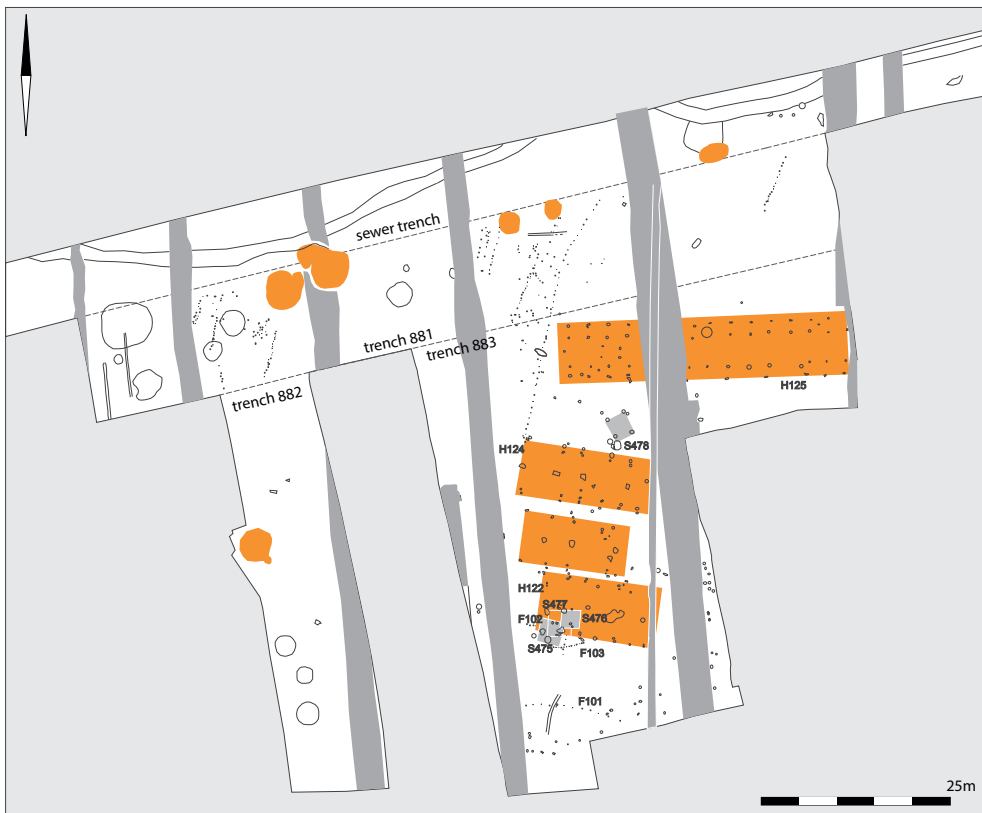 sewer trench
trench 881
trench 883
H125
trench 882
S478
H124
H122
S477
F102
S476
S475
F103
F101
25m